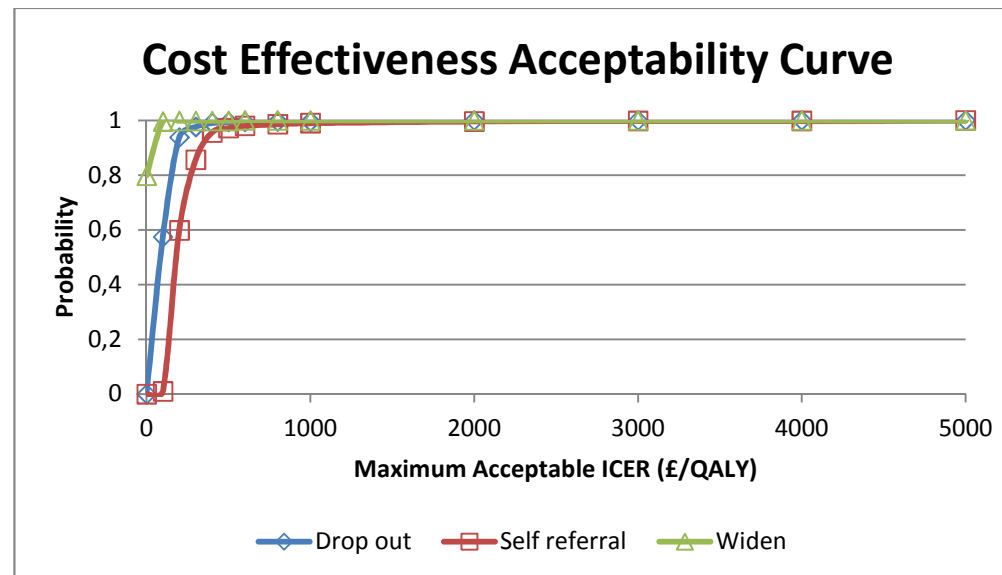 Cost Effectiveness Acceptability Curve
1
0,8
0,6
0,4
0,2
0
Probability
0 1000 2000 3000 4000 5000
Maximum Acceptable ICER (£/QALY)
Drop out Self referral Widen